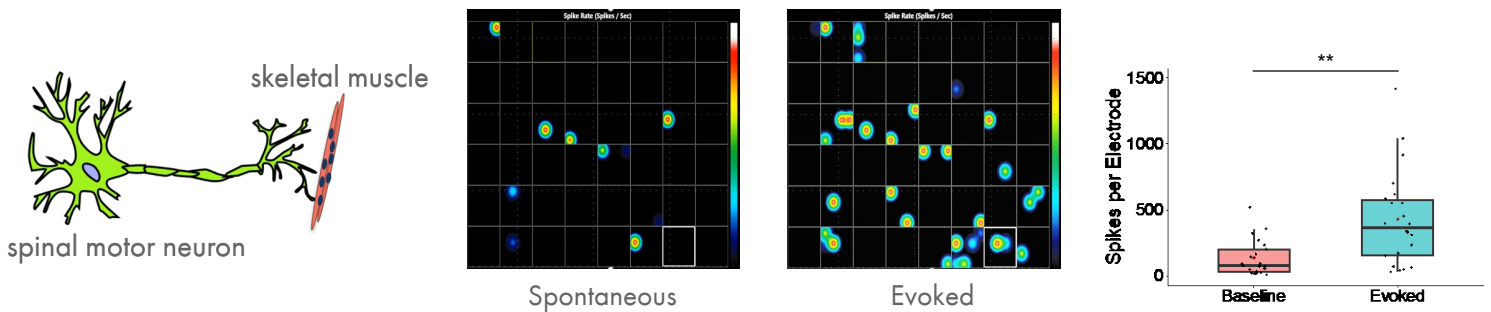 skeletal muscle
spinal motor neuron
Spike Rate (Spikes / Sec)
Spontaneous
Spike Rate (Spikes / Sec)
Evoked
**
Spikes per Electrode
1500
1000
500
0
Baseline
Evoked